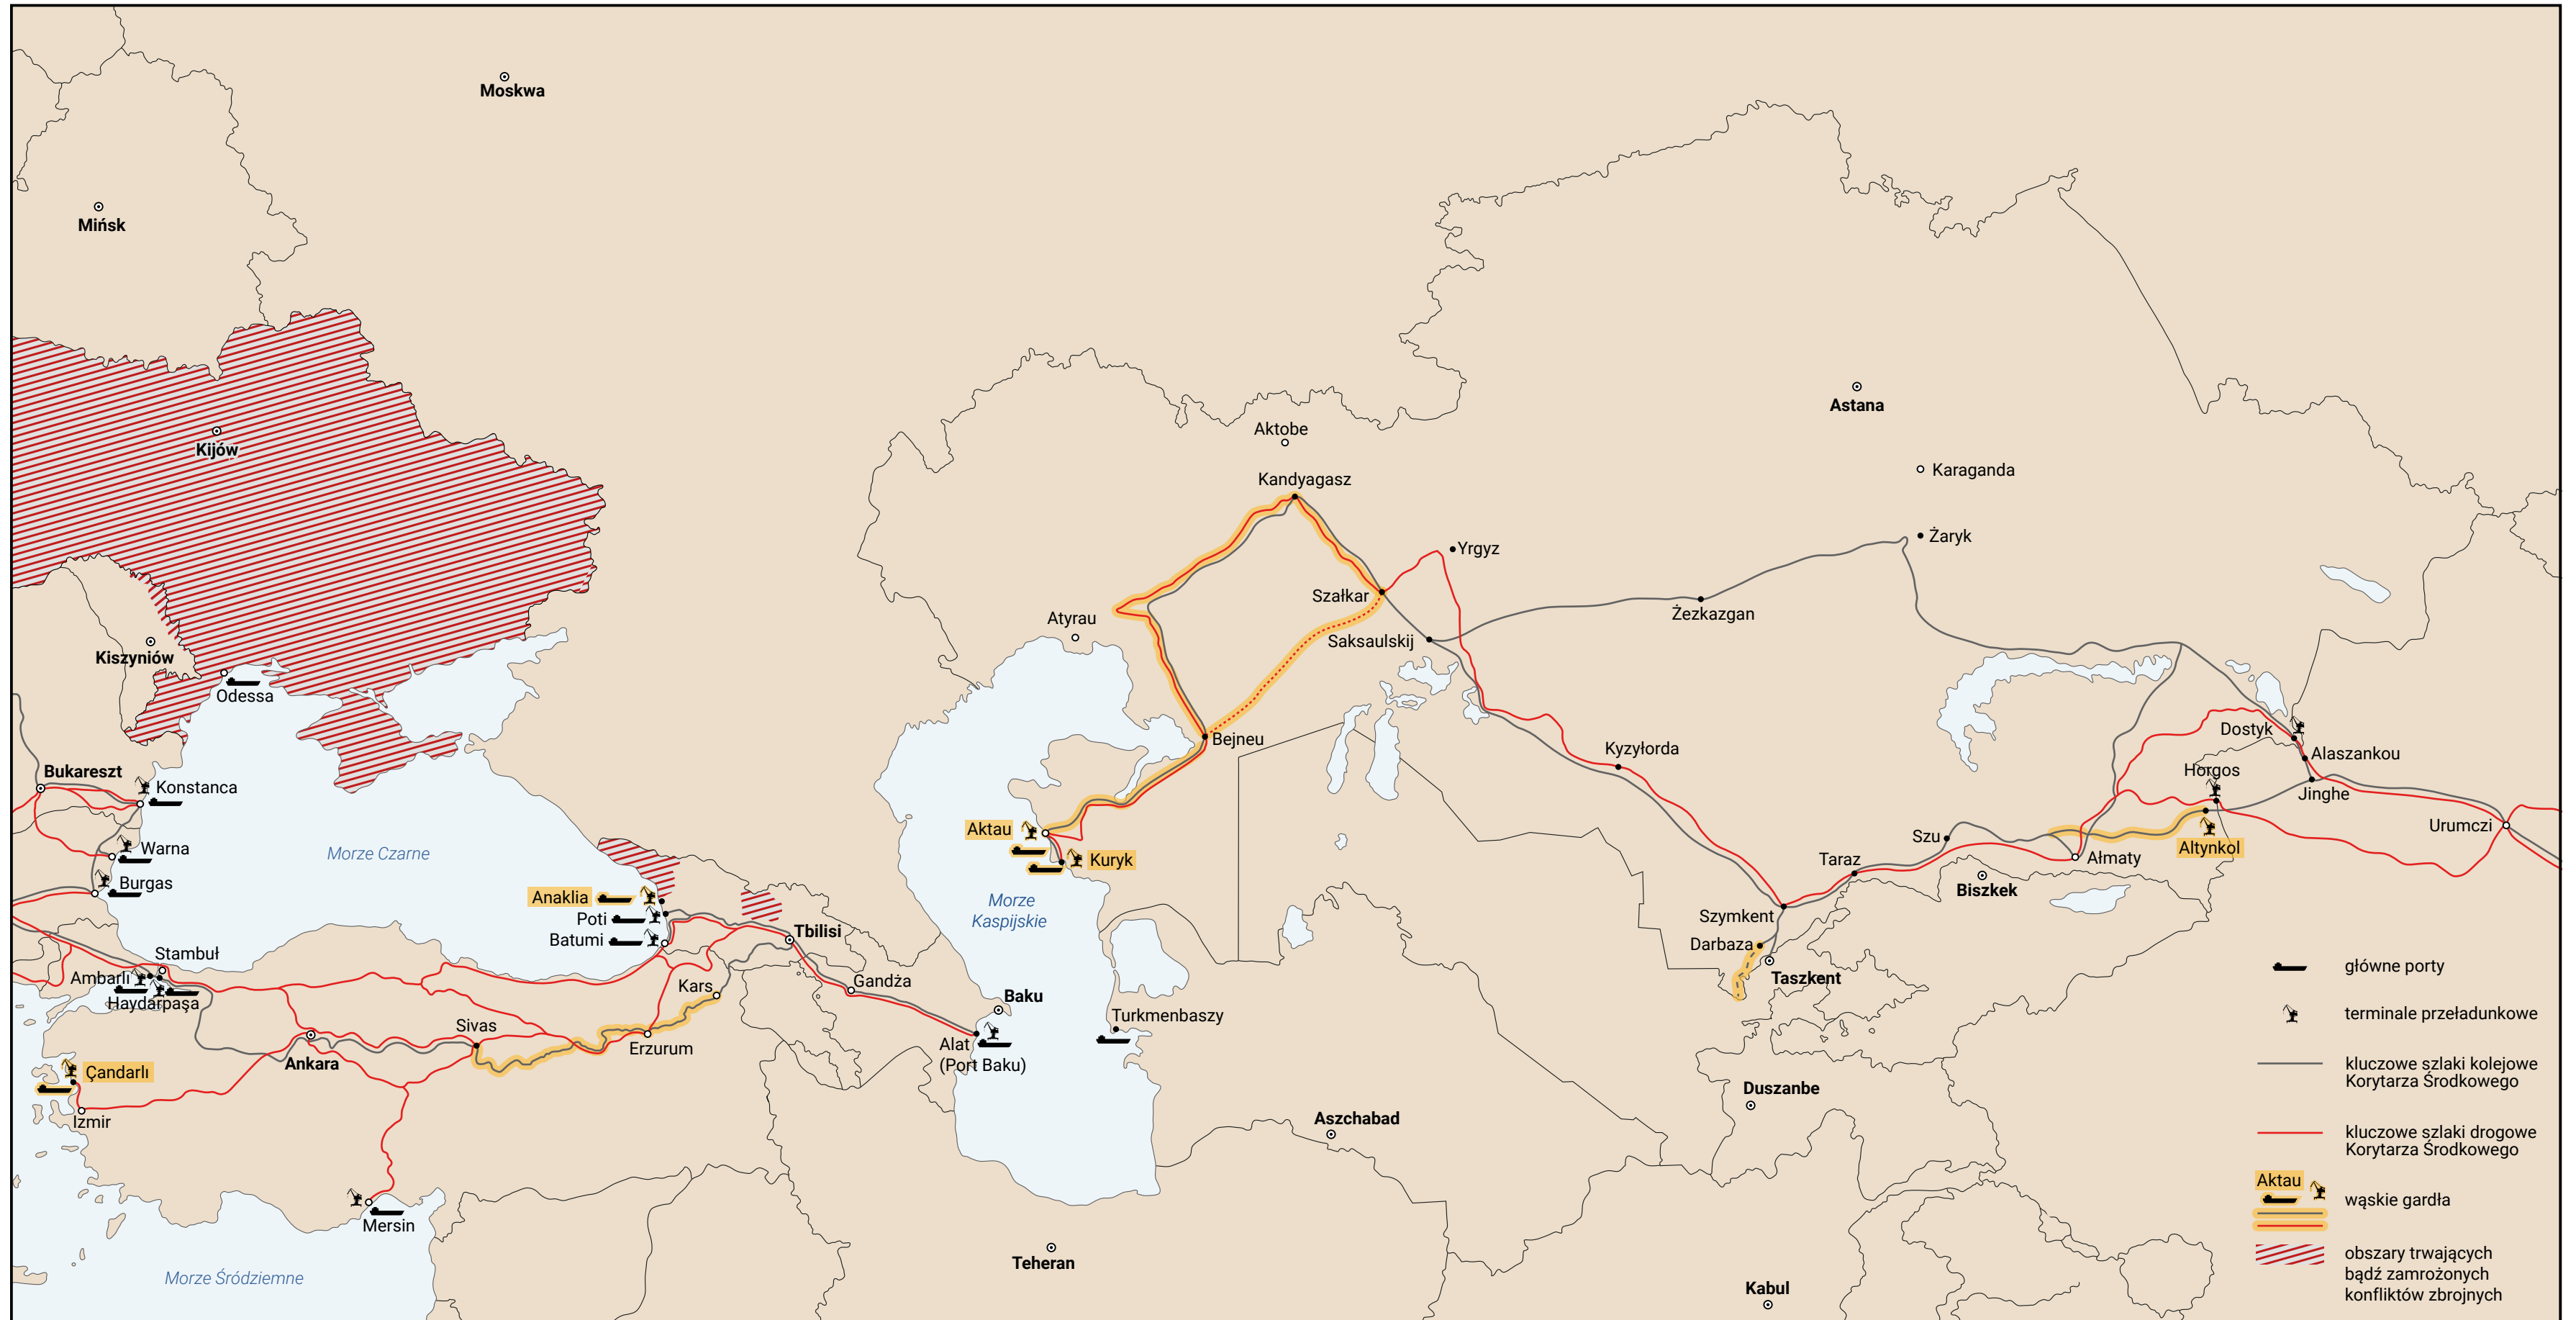 Moskwa
Mińsk
Kijów
Kiszyniów
Odessa
Bukareszt
Konstanca
Warna
Burgas
Morze Czarne
Stambuł
Ambarlı
Haydarpaşa
Ankara
Sivas
Çandarlı
Izmir
Mersin
Morze Śródziemne
Anaklia
Poti
Batumi
Kars
Erzurum
Tbilisi
Gandża
Baku
Alat
(Port Baku)
Aktobe
Kandyagasz
Atyrau
Szałkar
Saksaulskij
Yrgyz
Bejneu
Aktau
Kuryk
Morze
Kaspijskie
Turkmenbaszy
Teheran
Aszchabad
Astana
Karaganda
Żaryk
Żezkazgan
Kyzyłorda
Szymkent
Darbaza
Taszkent
Taraz
Szu
Biszkek
Ałmaty
Duszanbe
Kabul
Dostyk
Alaszankou
Horgos
Jinghe
Altynkol
Urumczi
główne porty
terminale przeładunkowe
kluczowe szlaki kolejowe
Korytarza Środkowego
kluczowe szlaki drogowe
Korytarza Środkowego
Aktau
wąskie gardła
obszary trwających
bądź zamrożonych
konfliktów zbrojnych